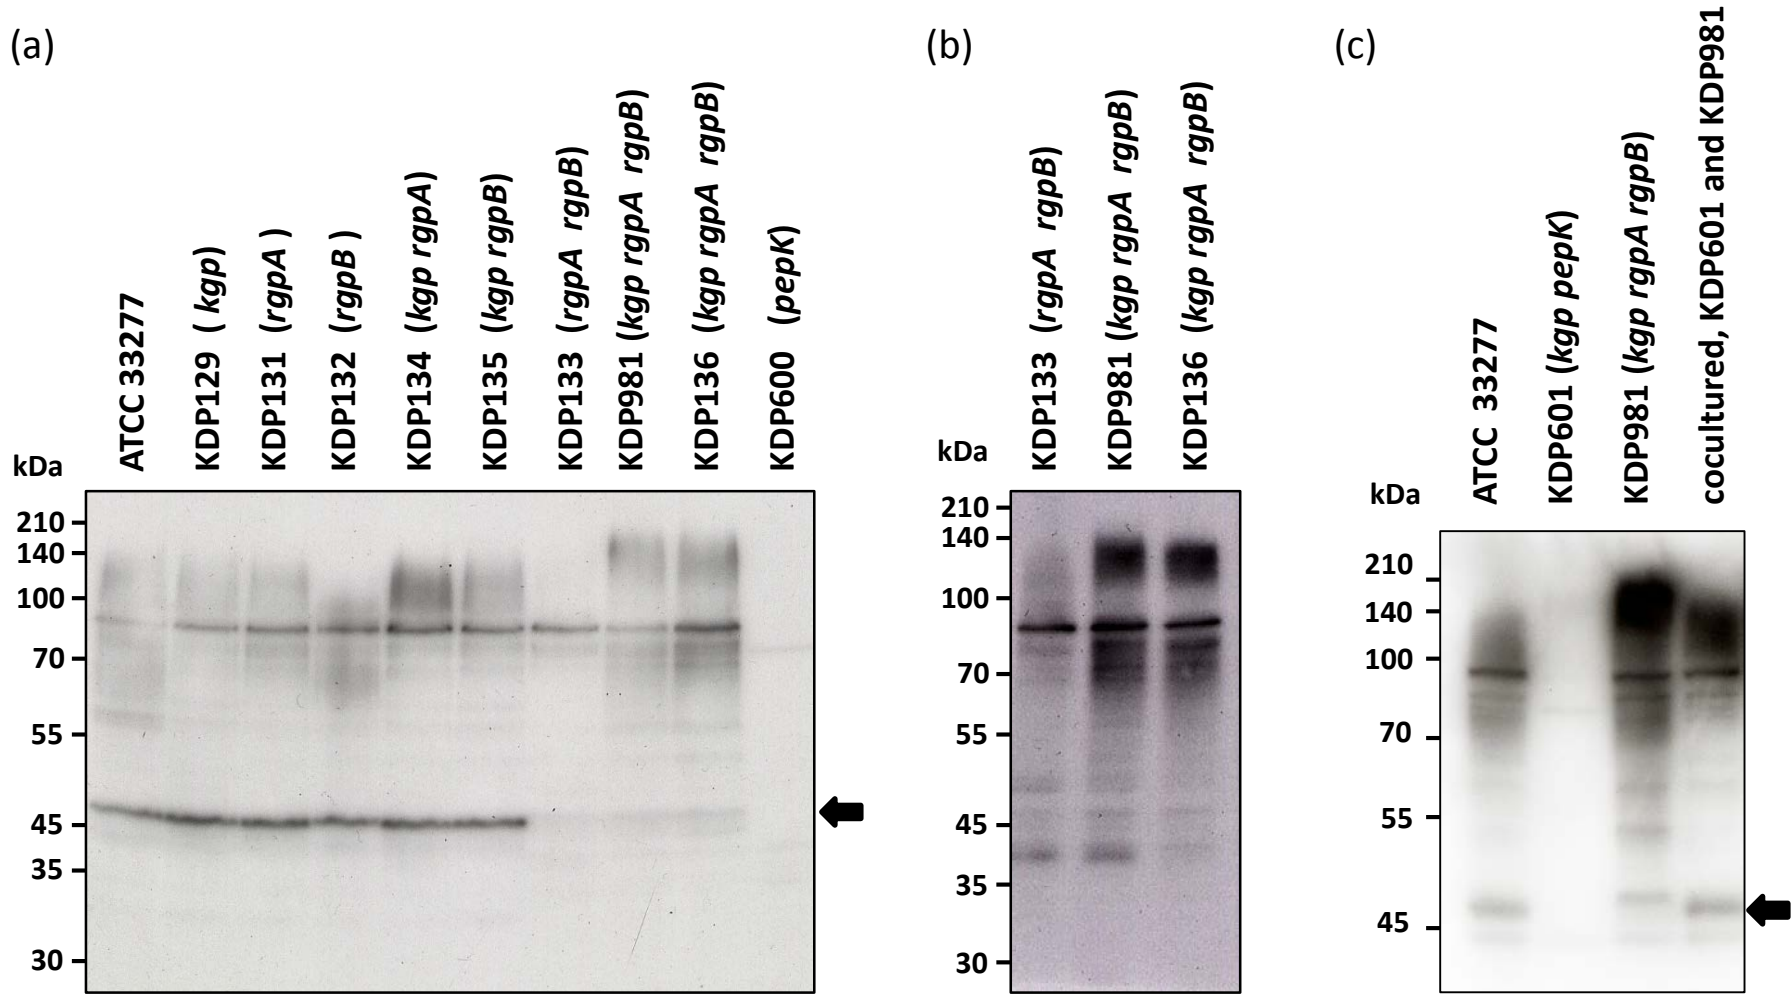 (a)
ATCC 33277
KDP129 ( kgp)
KDP131 (rgpA )
KDP132 (rgpB )
KDP134 (kgp rgpA)
KDP135 (kgp rgpB)
KDP133 (rgpA rgpB)
KDP981 (kgp rgpA rgpB)
KDP136 (kgp rgpA rgpB)
KDP600 (pepK)
kDa
210
140
100
70
55
45
35
30
(b)
KDP133 (rgpA rgpB)
KDP981 (kgp rgpA rgpB)
KDP136 (kgp rgpA rgpB)
kDa
210
140
100
70
55
45
35
30
(c)
ATCC 33277
KDP601 (kgp pepK)
KDP981 (kgp rgpA rgpB)
cocultured, KDP601 and KDP981
kDa
210
140
100
70
55
45